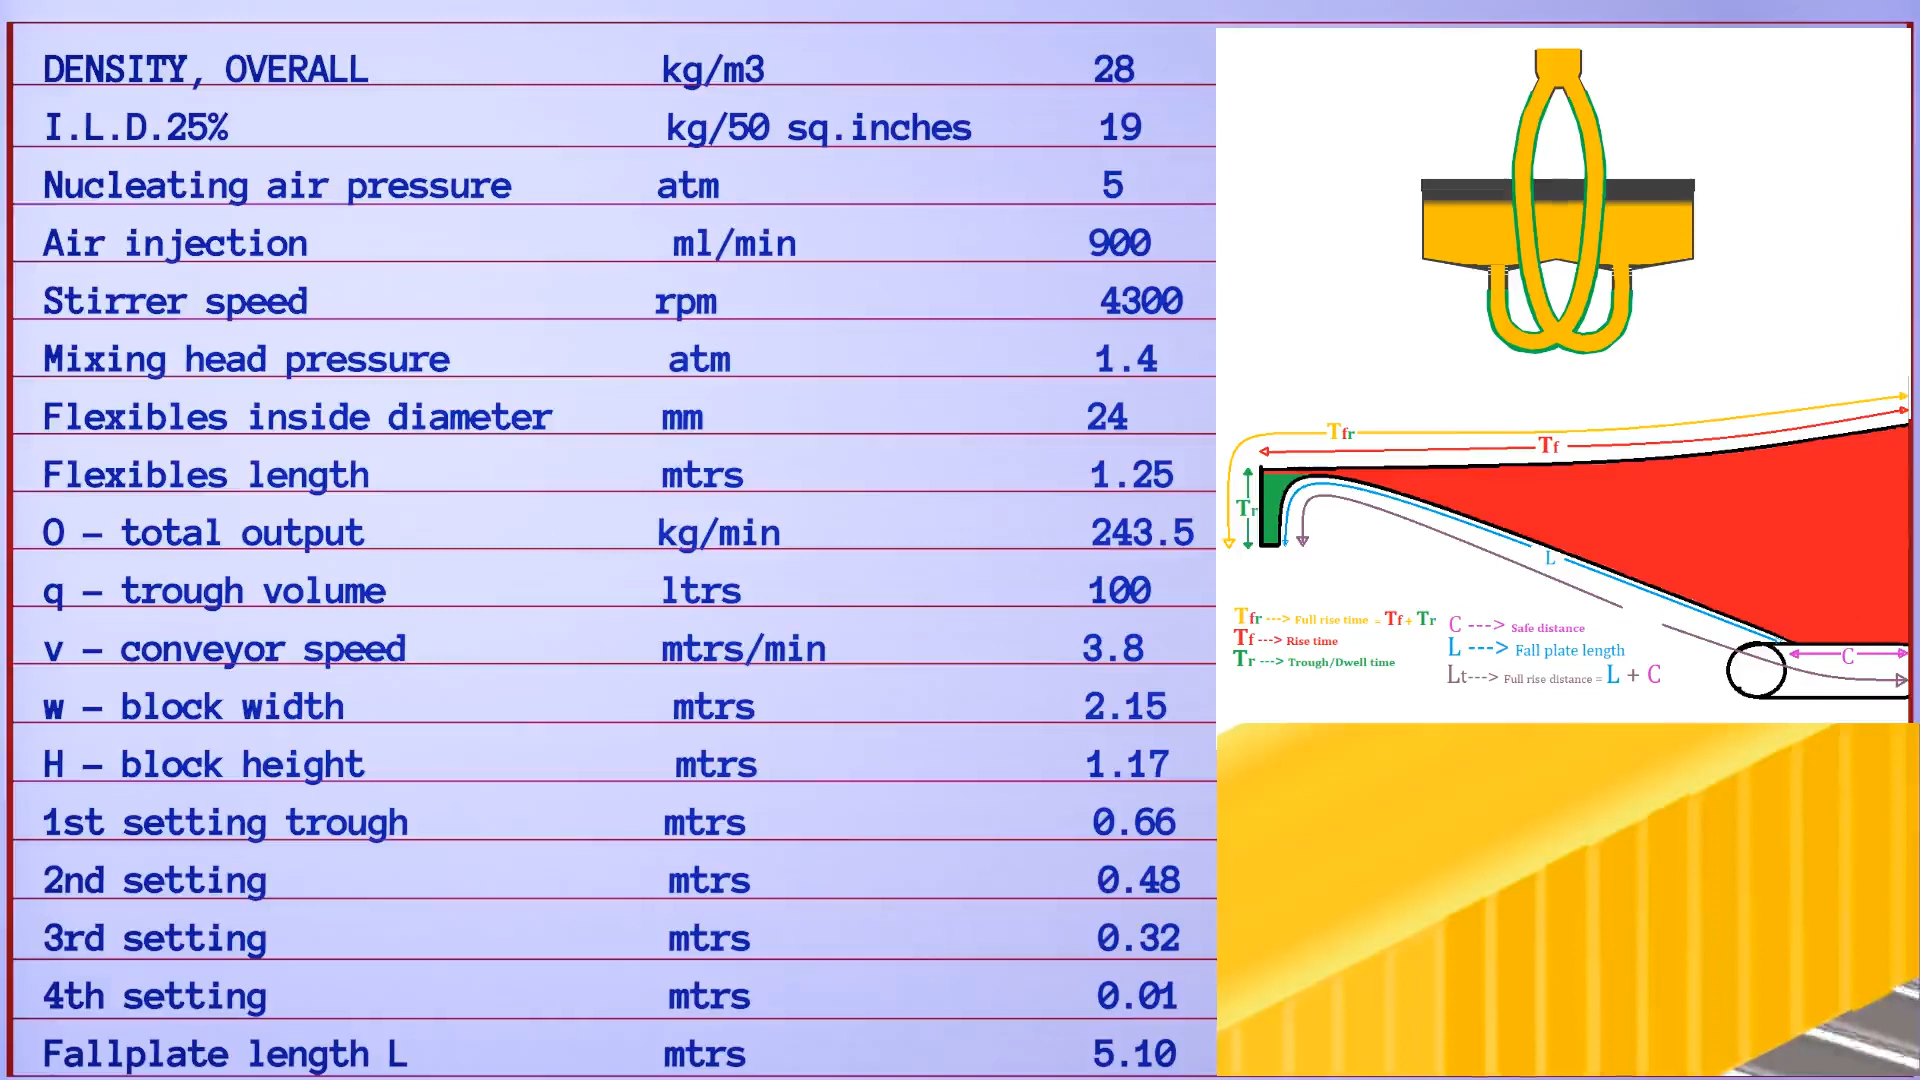 DENSITY, OVERALL kg/m3 28
I.L.D.25% kg/50 sq.inches 19
Nucleating air pressure atm 5
Air injection ml/min 900
Stirrer speed rpm 4300
Mixing head pressure atm 1.4
Flexibles inside diameter mm 24
Flexibles length mtrs 1.25
O - total output kg/min 243.5
q - trough volume ltrs 100
v - conveyor speed mtrs/min 3.8
w - block width mtrs 2.15
H - block height mtrs 1.17
1st setting trough mtrs 0.66
2nd setting mtrs 0.48
3rd setting mtrs 0.32
4th setting mtrs 0.01
Fallplate length L mtrs 5.10
Tfr
Tf
Tr
L
C
Tfr ---> Full rise time = Tf + Tr
Tf ---> Rise time
Tr ---> Trough/Dwell time
C ---> Safe distance
L ---> Fall plate length
Lt---> Full rise distance = L + C